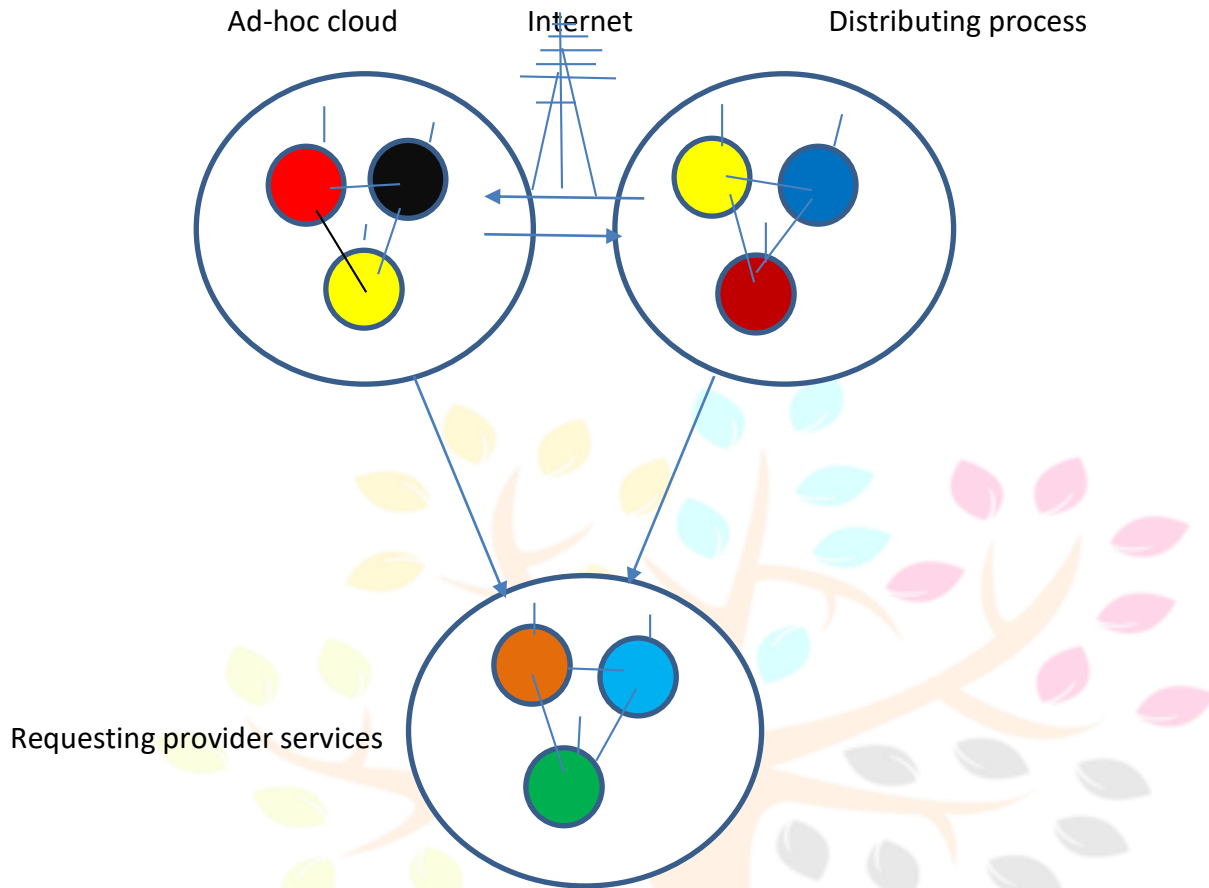 Ad-hoc cloud
Internet
Distributing process
Requesting provider services